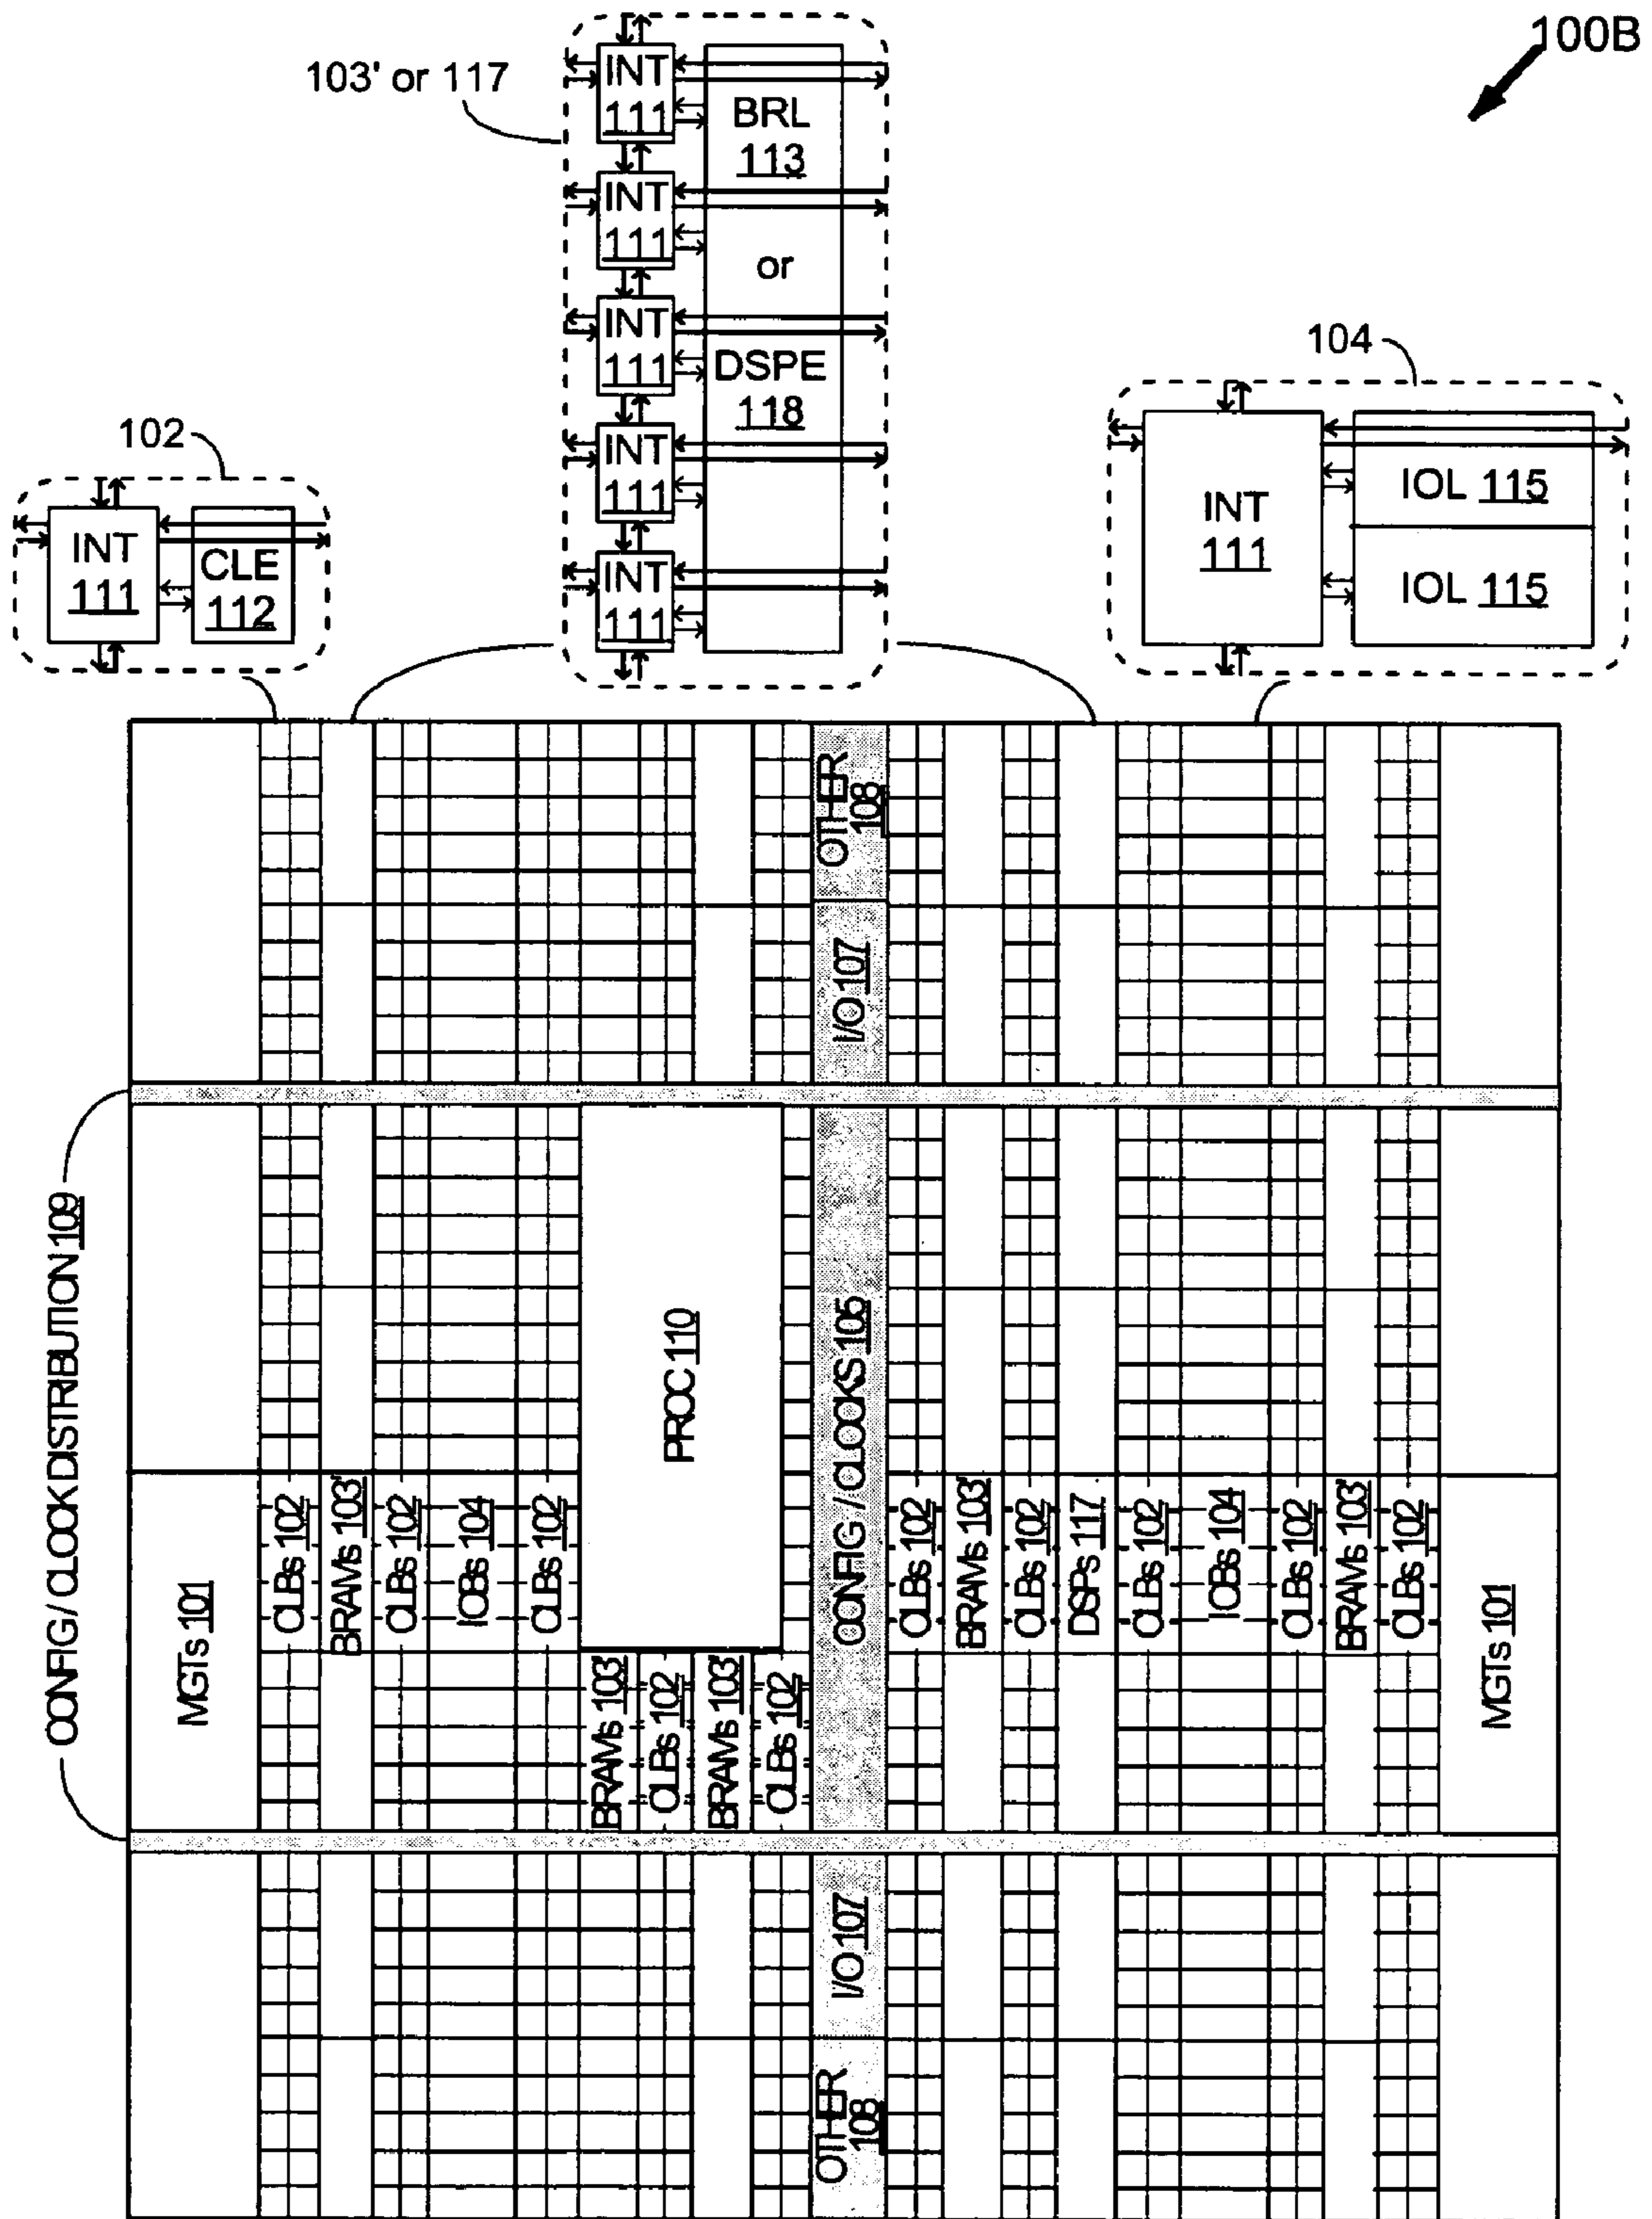 100B
103' or 117
INT
111
INT
111
INT
111
INT
111
INT
111
BRL
113
or
DSPE
118
104
INT
111
IOL 115
IOL 115
102
INT
111
CLE
112
OTHER
108
I/O 107
CONFIG / CLOCK DISTRIBUTION 109
PROC 110
CONFIG / CLOCKS 105
MGTs 101
CLBs 102
BRAMs 103'
CLBs 102
IOBs 104
CLBs 102
BRAMs 103'
CLBs 102
BRAMs 103'
CLBs 102
CLBs 102
BRAMs 103'
CLBs 102
DSPs 117
CLBs 102
IOBs 104
CLBs 102
BRAMs 103'
CLBs 102
MGTs 101
I/O 107
OTHER
108